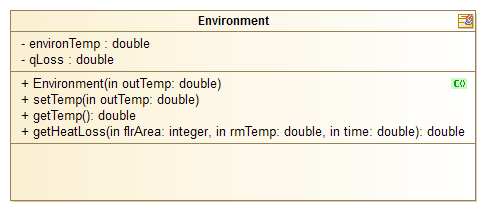 Environment
- environTemp : double
- qLoss : double
+ Environment(in outTemp: double)
C()
+ setTemp(in outTemp: double)
+ getTemp(): double
+ getHeatLoss(in flrArea: integer, in rmTemp: double, in time: double): double